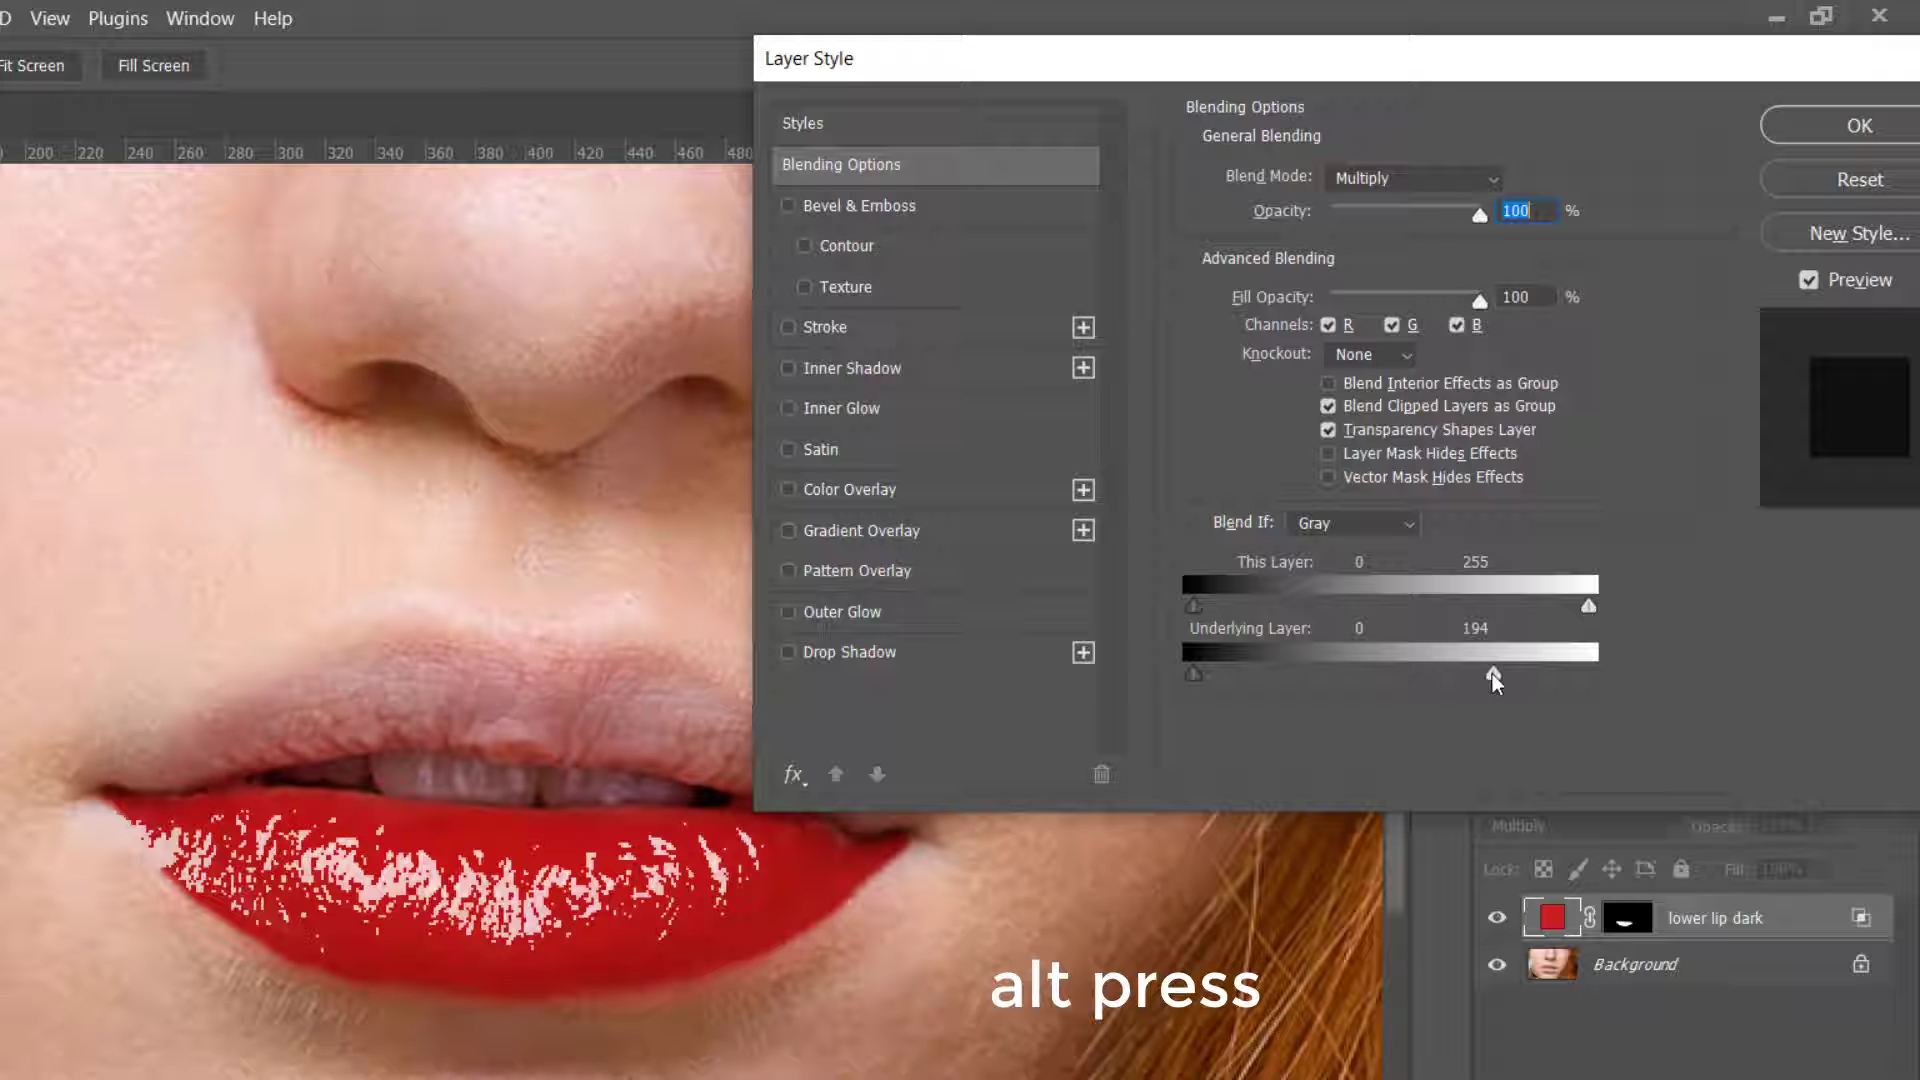 D View Plugins Window Help
Fit Screen Fill Screen
200 220 240 260 280 300 320 340 360 380 400 420 440 460 480
Layer Style
Styles
Blending Options
Bevel & Emboss
Contour
Texture
Stroke
Inner Shadow
Inner Glow
Satin
Color Overlay
Gradient Overlay
Pattern Overlay
Outer Glow
Drop Shadow
fx
Blending Options
General Blending
Blend Mode: Multiply
Opacity: 100 %
Advanced Blending
Fill Opacity: 100 %
Channels: R G B
Knockout: None
Blend Interior Effects as Group
Blend Clipped Layers as Group
Transparency Shapes Layer
Layer Mask Hides Effects
Vector Mask Hides Effects
Blend If: Gray
This Layer: 0 255
Underlying Layer: 0 194
OK
Reset
New Style...
Preview
Multiply
Lock: Fill: 100%
lower lip dark
Background
alt press